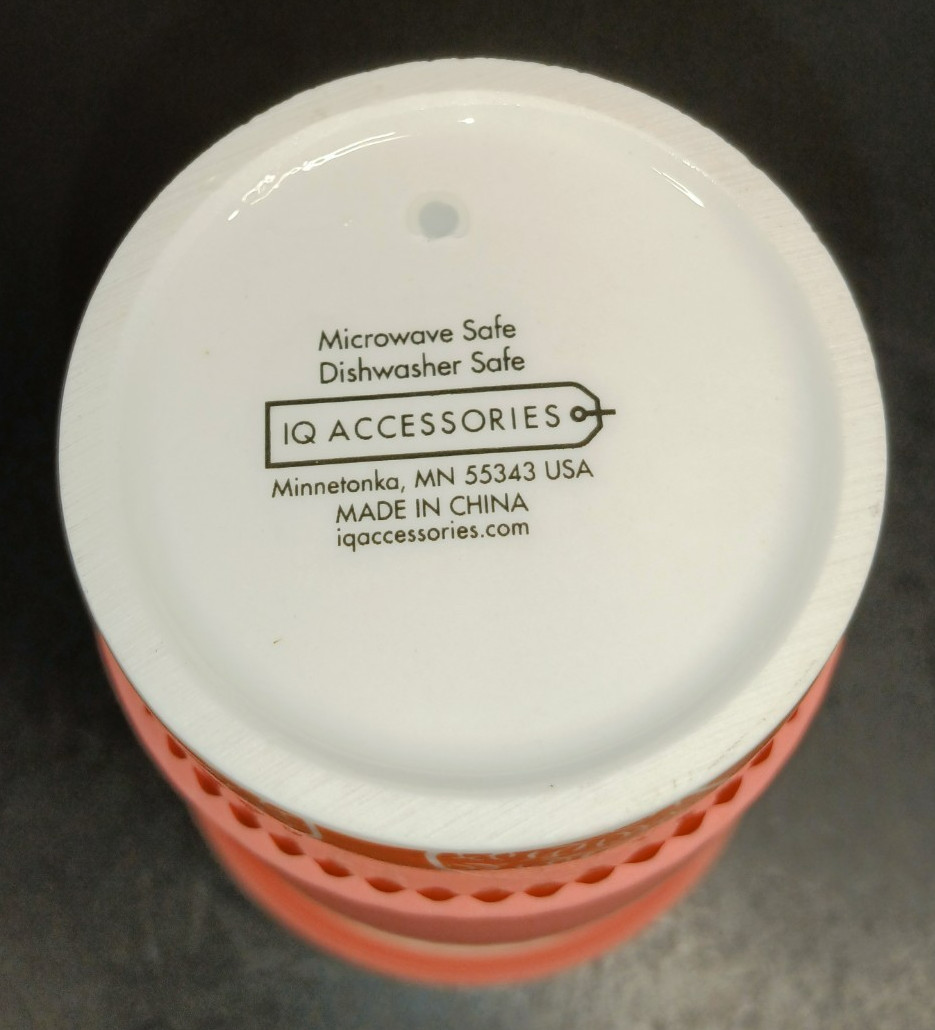 Microwave Safe
Dishwasher Safe
IQ ACCESSORIES
Minnetonka, MN 55343 USA
MADE IN CHINA
iqaccessories.com